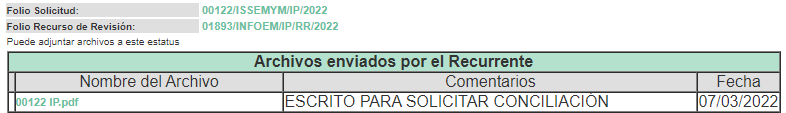 Folio Solicitud: 00122/ISSEMYM/IP/2022
Folio Recurso de Revisión: 01893/INFOEM/IP/RR/2022
Puede adjuntar archivos a este estatus
Archivos enviados por el Recurrente
Nombre del Archivo Comentarios Fecha
00122 IP.pdf ESCRITO PARA SOLICITAR CONCILIACIÓN 07/03/2022